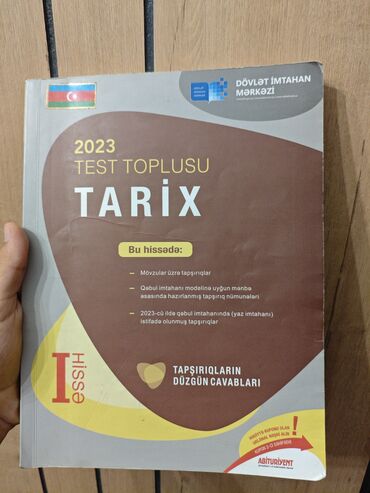 DÖVLƏT İMTAHAN
MƏRKƏZİ
2023
TEST TOPLUSU
TARİX
Bu hissədə:
Mövzular üzrə tapşırıqlar
Qəbul imtahanı modelinə uyğun mənbə
əsasında hazırlanmış tapşırıq nümunələri
2023-cü ildə qəbul imtahanında (yaz imtahanı)
istifadə olunmuş tapşırıqlar
I Hissə
TAPŞIRIQLARIN
DÜZGÜN CAVABLARI
ABİTURİYENT